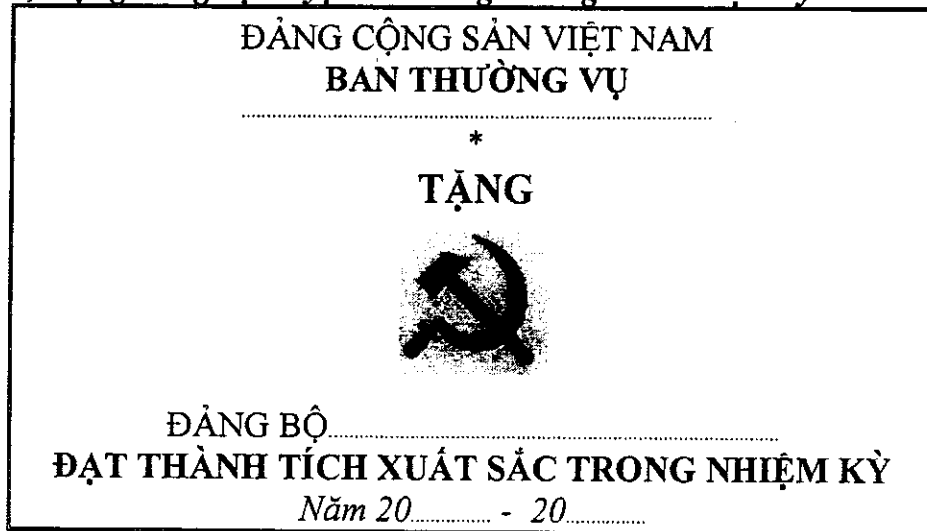 ĐẢNG CỘNG SẢN VIỆT NAM
BAN THƯỜNG VỤ
................................................
*
TẶNG
ĐẢNG BỘ................................................
ĐẠT THÀNH TÍCH XUẤT SẮC TRONG NHIỆM KỲ
Năm 20......... - 20.........